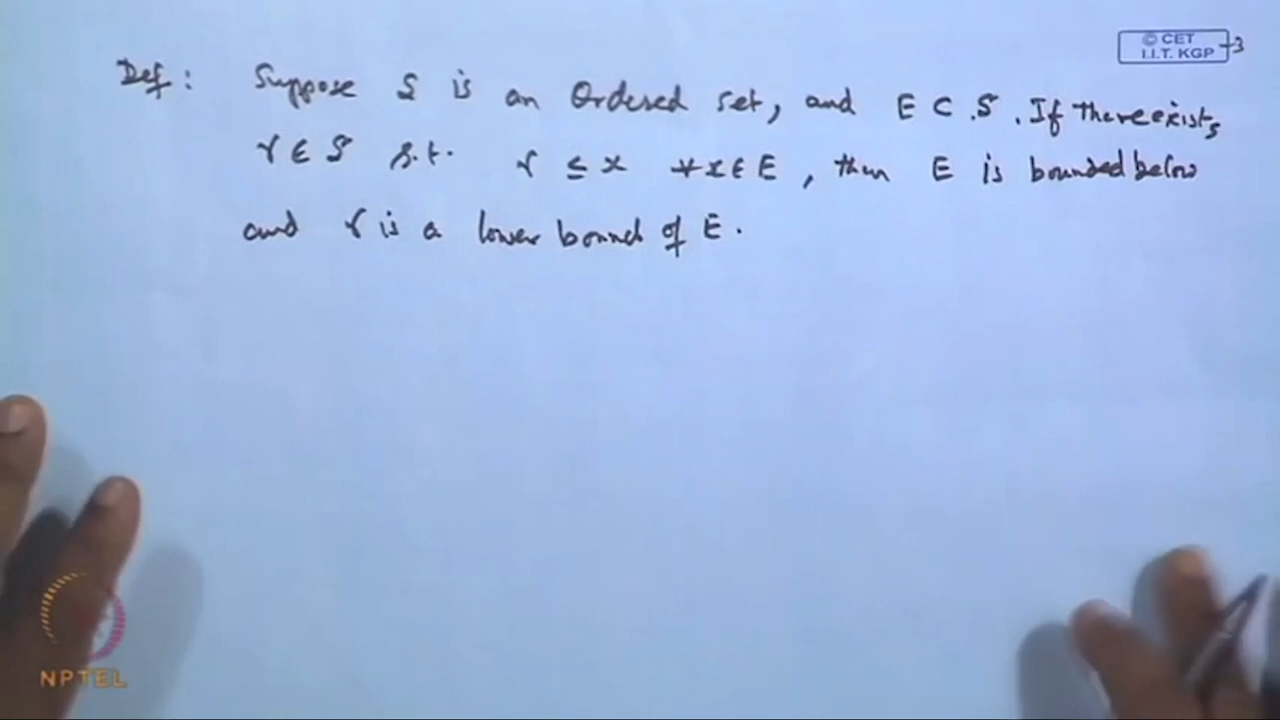 © CET
I.I.T. KGP
-3
Def: Suppose S is an Ordered set, and E ⊂ S. If there exists
γ ∈ S s.t. γ ≤ x ∀ x ∈ E, then E is bounded below
and γ is a lower bound of E.
NPTEL